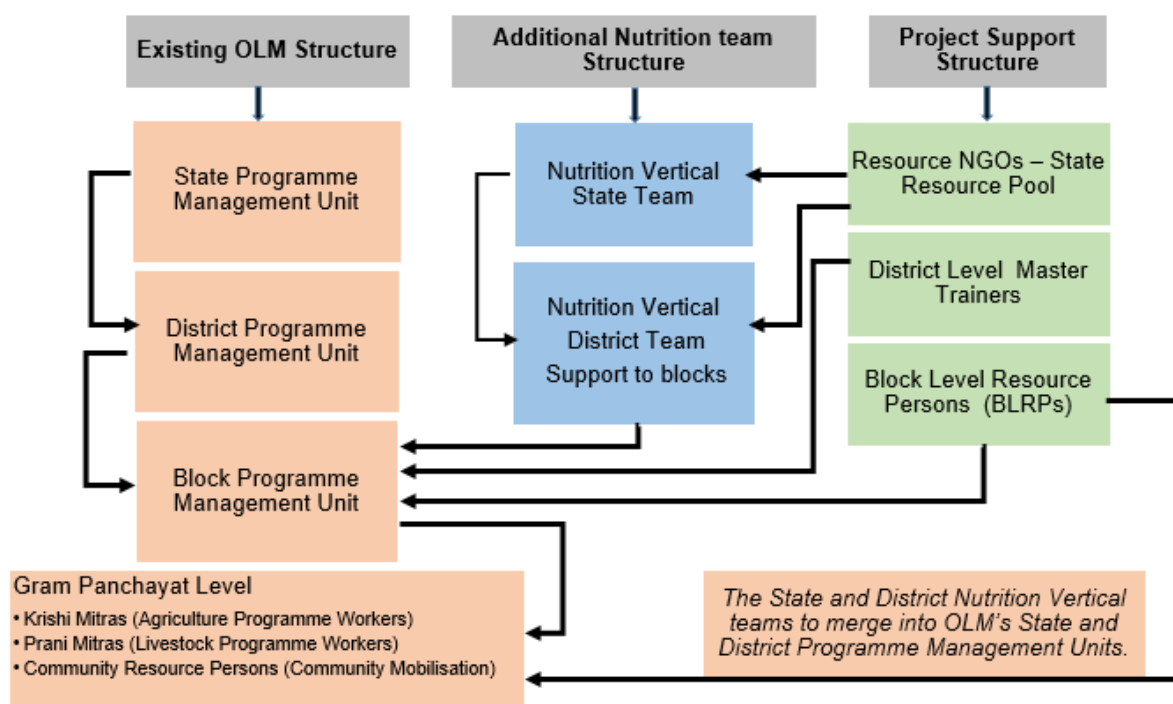 Existing OLM Structure
Additional Nutrition team
Structure
Project Support
Structure
State Programme
Management Unit
Nutrition Vertical
State Team
Resource NGOs – State
Resource Pool
District Programme
Management Unit
Nutrition Vertical
District Team
Support to blocks
District Level Master
Trainers
Block Level Resource
Persons (BLRPs)
Block Programme
Management Unit
Gram Panchayat Level
• Krishi Mitras (Agriculture Programme Workers)
• Prani Mitras (Livestock Programme Workers)
• Community Resource Persons (Community Mobilisation)
The State and District Nutrition Vertical
teams to merge into OLM's State and
District Programme Management Units.